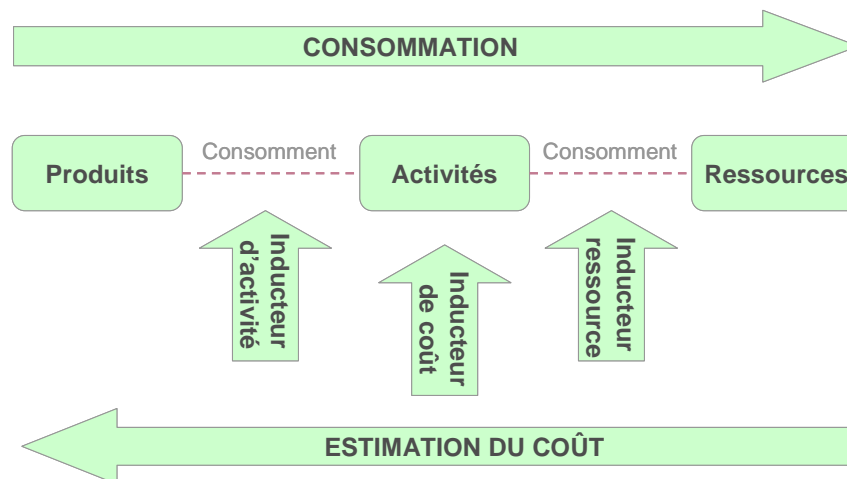 CONSOMMATION
Produits
Consomment
Activités
Consomment
Ressources
Inducteur
d'activité
Inducteur
de coût
Inducteur
ressource
ESTIMATION DU COÛT